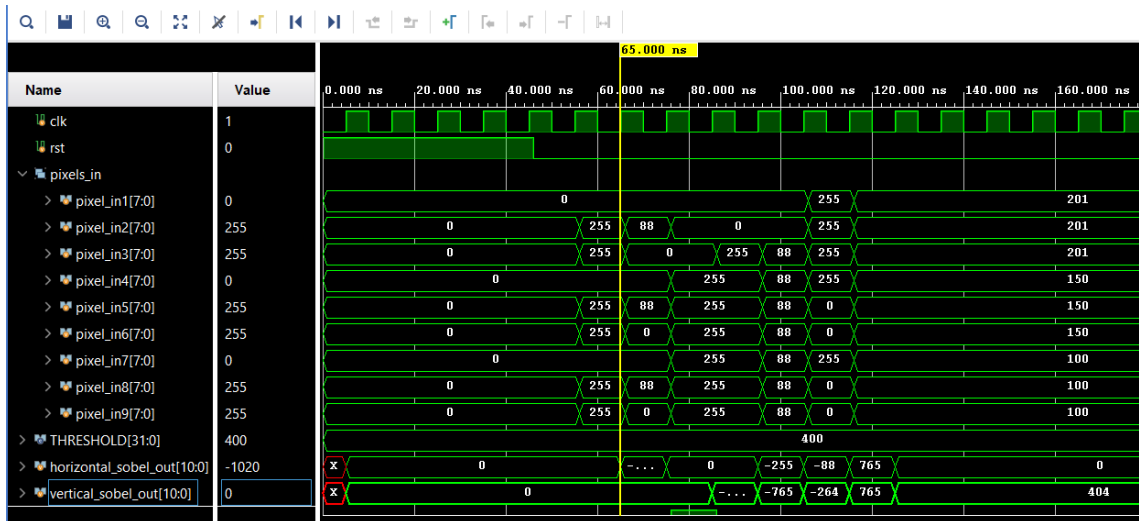 65.000 ns
Name Value 0.000 ns 20.000 ns 40.000 ns 60.000 ns 80.000 ns 100.000 ns 120.000 ns 140.000 ns 160.000 ns
clk 1
rst 0
pixels_in
pixel_in1[7:0] 0 0 255 201
pixel_in2[7:0] 255 0 255 88 0 255 201
pixel_in3[7:0] 255 0 255 0 255 88 255 201
pixel_in4[7:0] 0 0 255 88 255 150
pixel_in5[7:0] 255 0 255 88 255 88 0 150
pixel_in6[7:0] 255 0 255 0 255 88 0 150
pixel_in7[7:0] 0 0 255 88 255 100
pixel_in8[7:0] 255 0 255 88 255 88 0 100
pixel_in9[7:0] 255 0 255 0 255 88 0 100
THRESHOLD[31:0] 400 400
horizontal_sobel_out[10:0] -1020 X 0 -... 0 -255 -88 765 0
vertical_sobel_out[10:0] 0 X 0 -... -765 -264 765 404